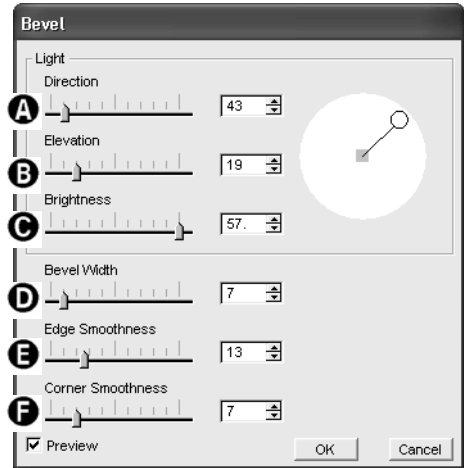 Bevel
Light
Direction
A
43
Elevation
B
19
Brightness
C
57.
Bevel Width
D
7
Edge Smoothness
E
13
Corner Smoothness
F
7
Preview
OK
Cancel